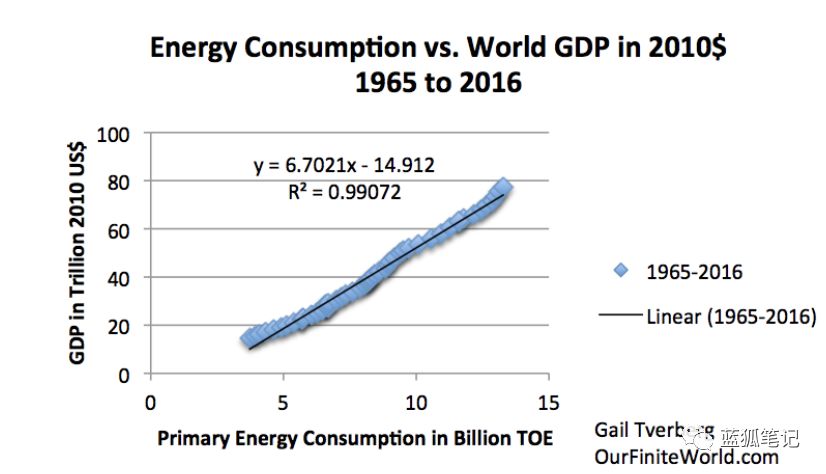 Energy Consumption vs. World GDP in 2010$
1965 to 2016
GDP in Trillion 2010 US$
100
80
60
40
20
0
y = 6.7021x - 14.912
R² = 0.99072
0 5 10 15
Primary Energy Consumption in Billion TOE
1965-2016
Linear (1965-2016)
Gail Tverberg
蓝狐笔记
OurFiniteWorld.com